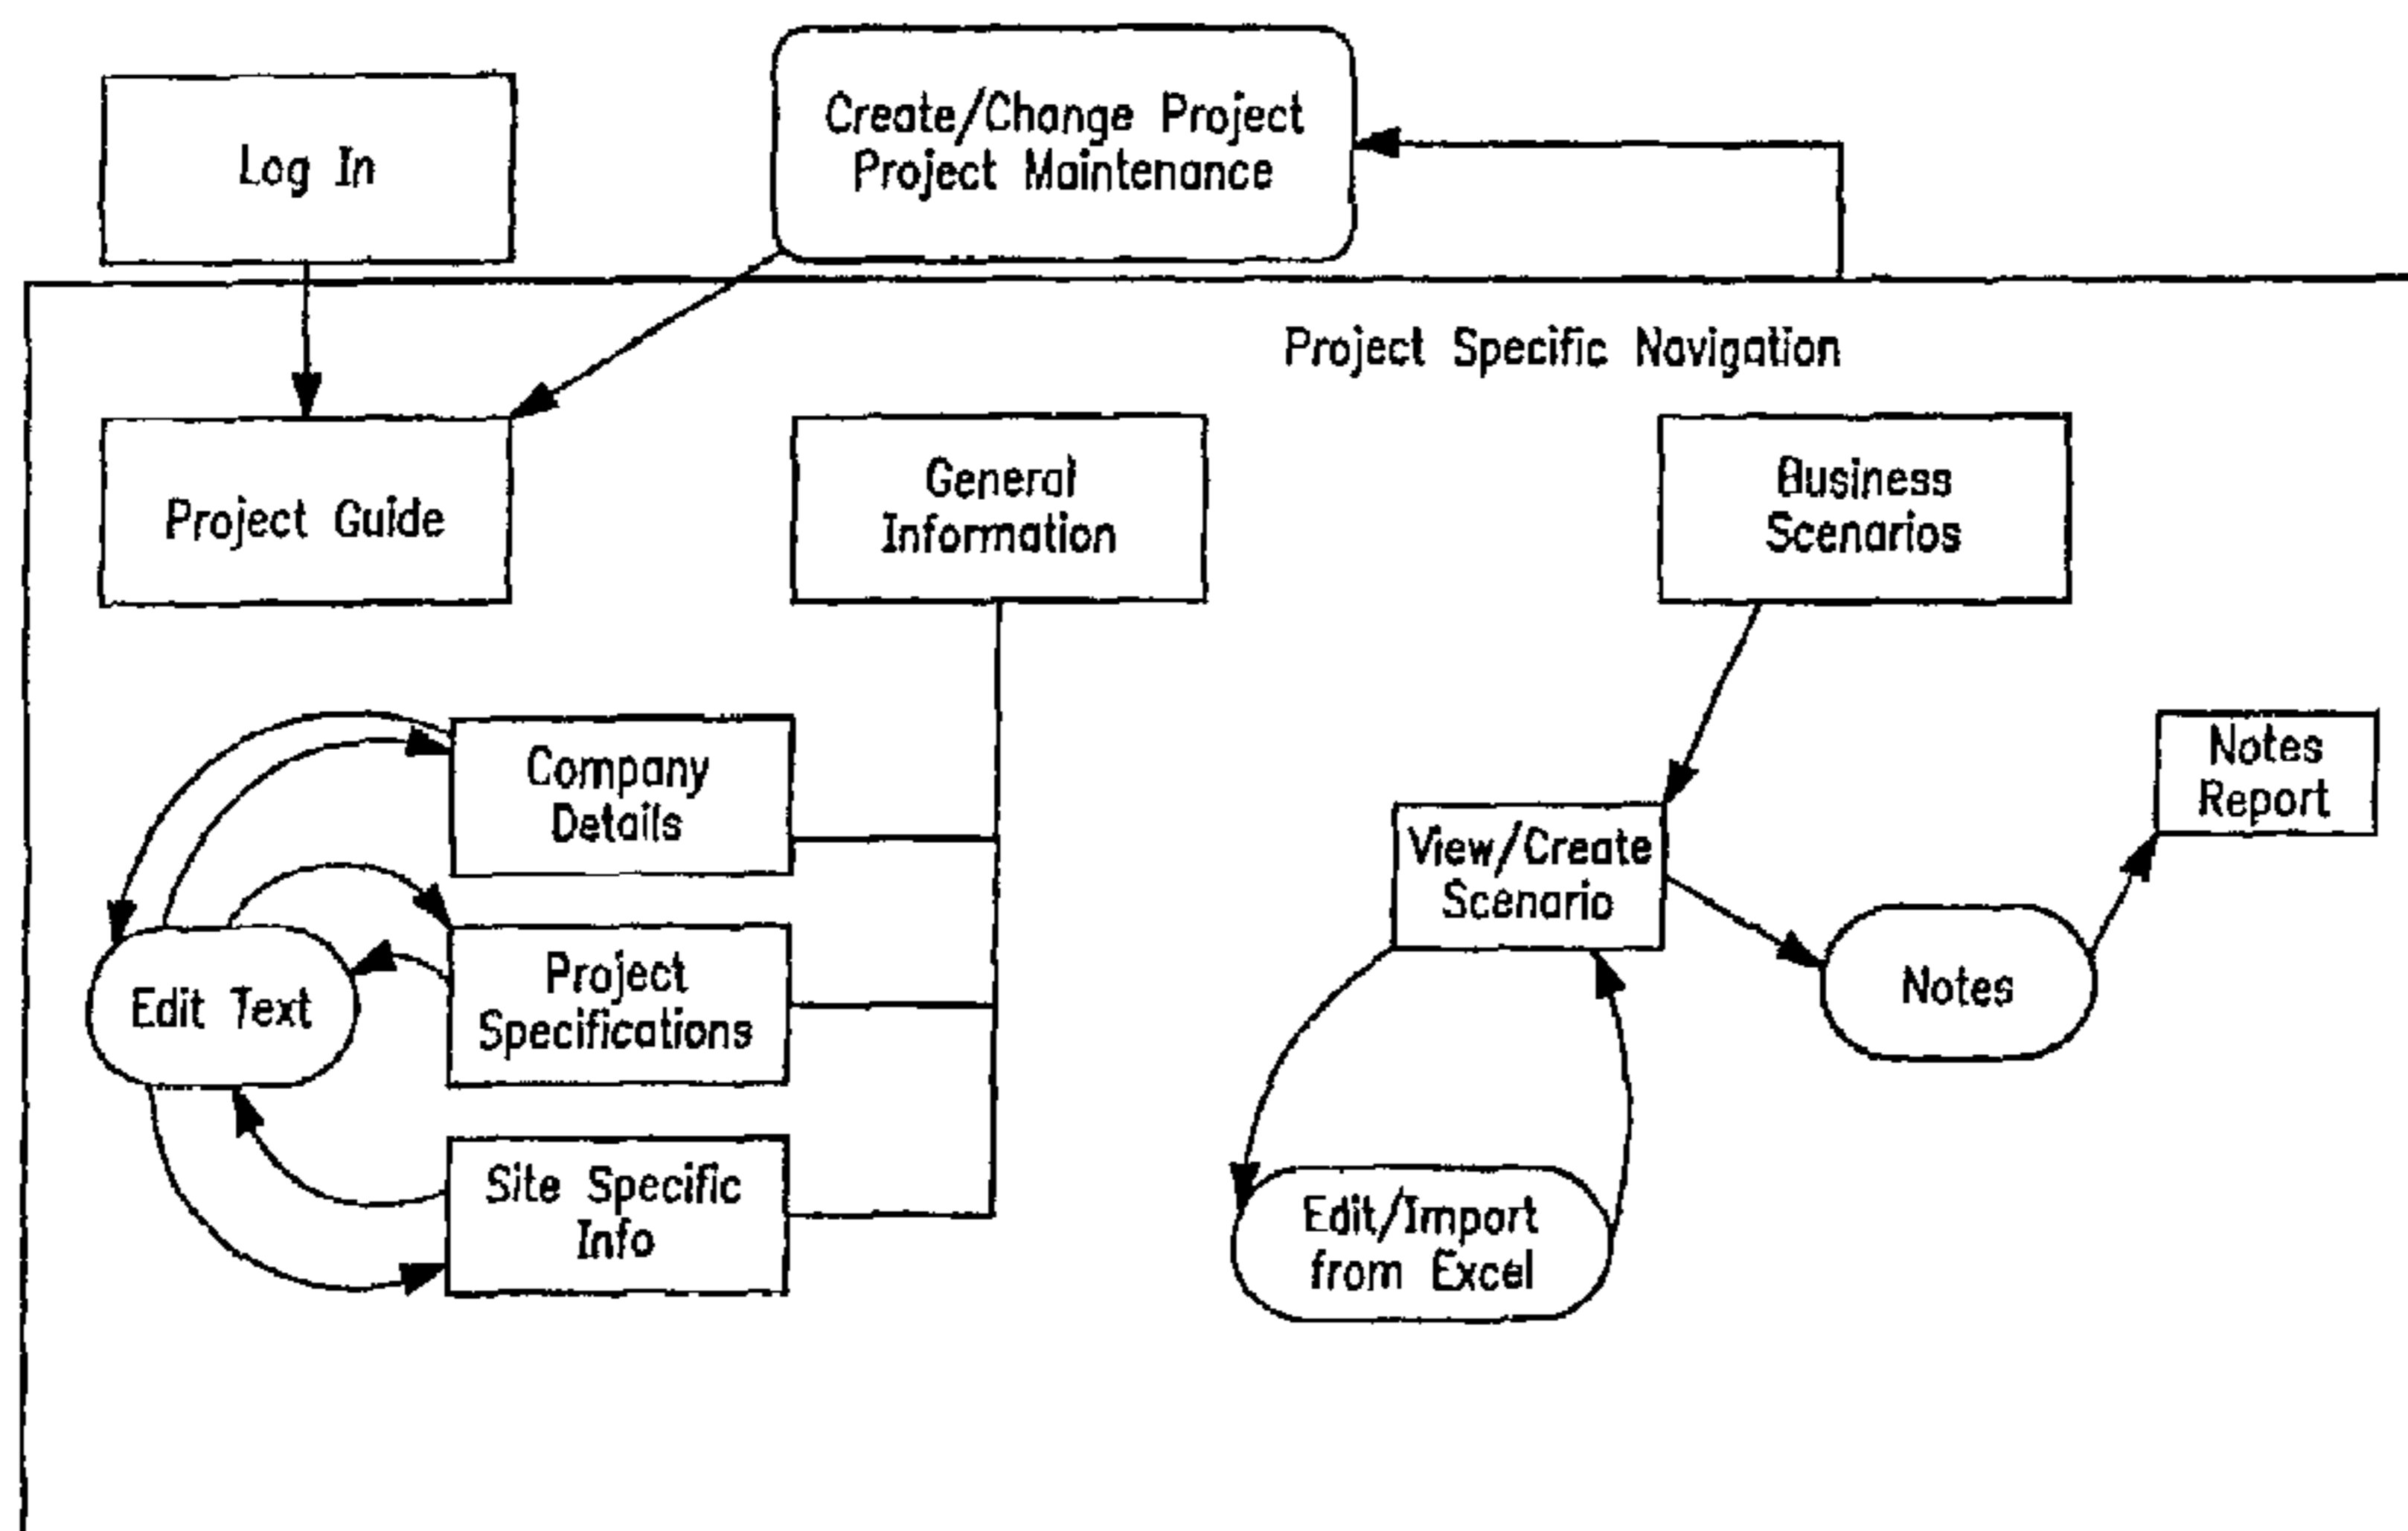 Log In
Create/Change Project
Project Maintenance
Project Specific Navigation
Project Guide
General
Information
Business
Scenarios
Company
Details
Notes
Report
View/Create
Scenario
Edit Text
Project
Specifications
Notes
Site Specific
Info
Edit/Import
from Excel